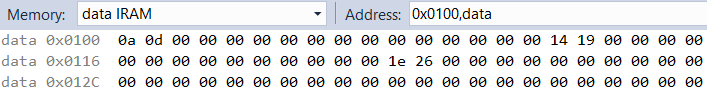 Memory: data IRAM Address: 0x0100,data
data 0x0100 0a 0d 00 00 00 00 00 00 00 00 00 00 00 00 00 00 14 19 00 00 00 00
data 0x0116 00 00 00 00 00 00 00 00 00 00 1e 26 00 00 00 00 00 00 00 00 00 00
data 0x012C 00 00 00 00 00 00 00 00 00 00 00 00 00 00 00 00 00 00 00 00 00 00